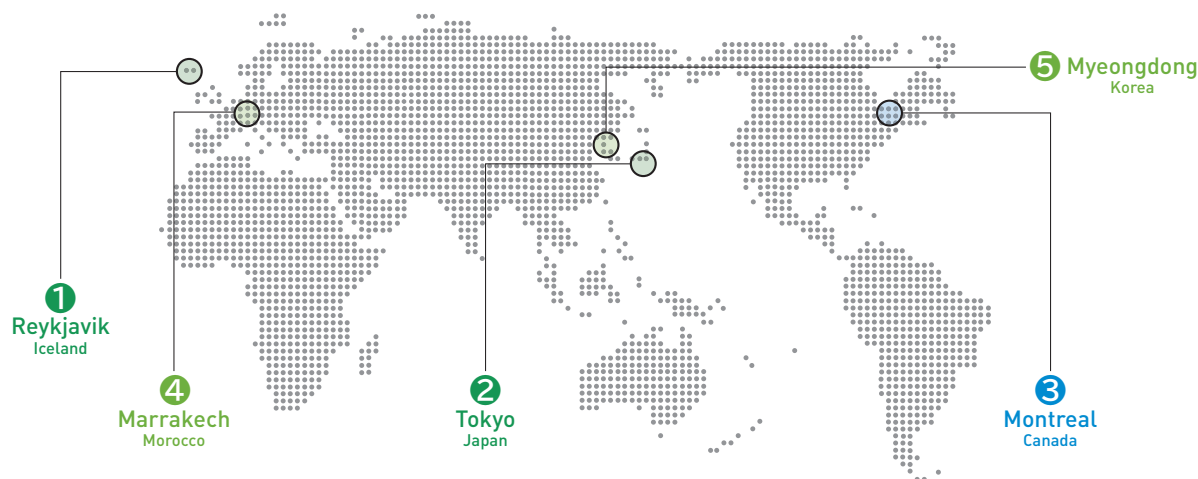 1
Reykjavik
Iceland
4
Marrakech
Morocco
2
Tokyo
Japan
3
Montreal
Canada
5 Myeongdong
Korea